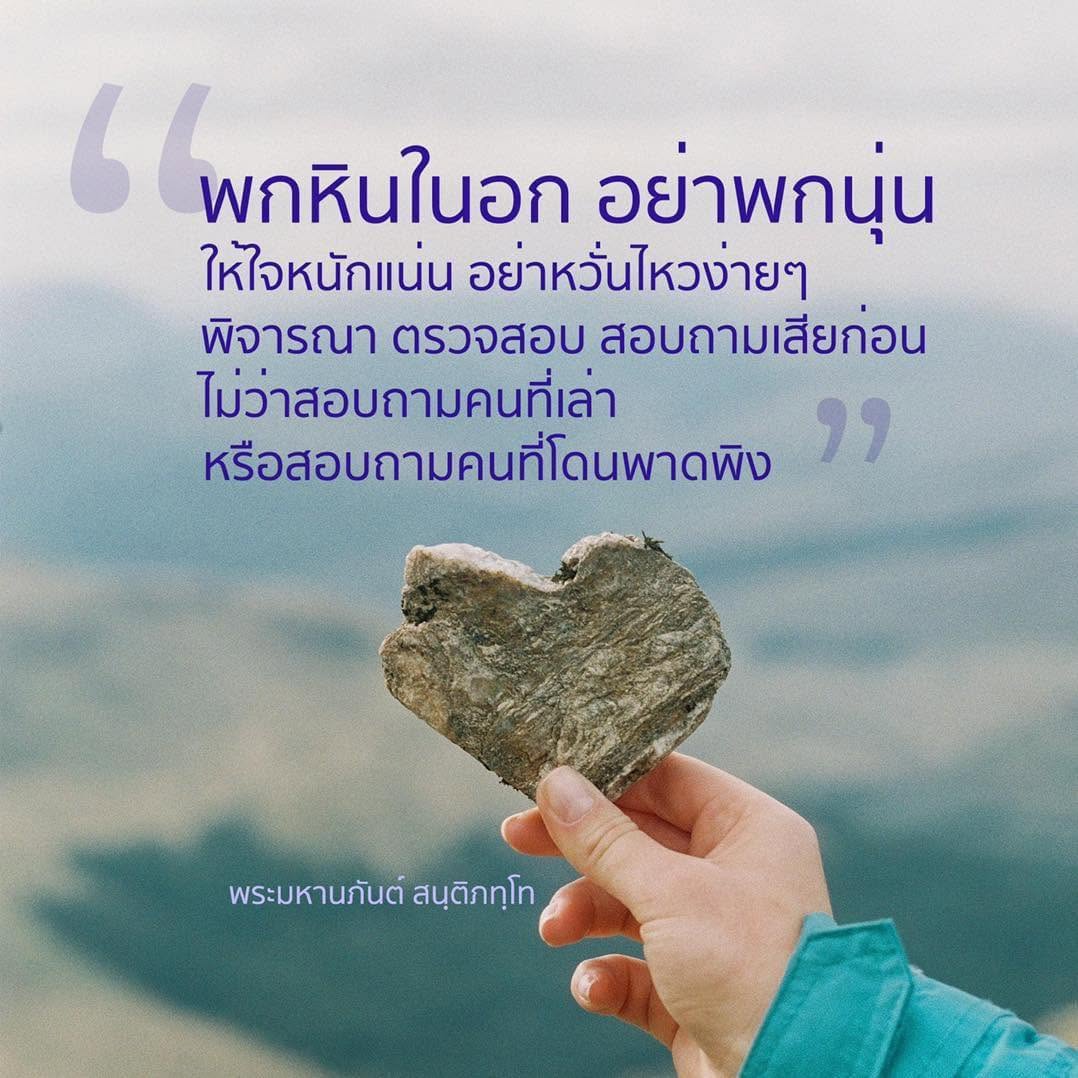 “พกหินในอก อย่าพกนุ่น
ให้ใจหนักแน่น อย่าหวั่นไหวง่ายๆ
พิจารณา ตรวจสอบ สอบถามเสียก่อน
ไม่ว่าสอบถามคนที่เล่า
หรือสอบถามคนที่โดนพาดพิง”
พระมหานภันต์ สนฺติภทฺโท